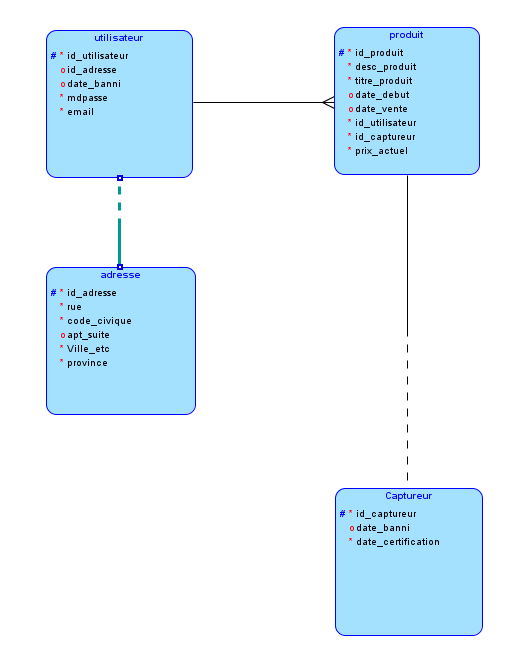 utilisateur
# * id_utilisateur
o id_adresse
o date_banni
* mdpasse
* email
produit
# * id_produit
* desc_produit
* titre_produit
o date_debut
o date_vente
* id_utilisateur
* id_captureur
* prix_actuel
adresse
# * id_adresse
* rue
* code_civique
o apt_suite
* Ville_etc
* province
Captureur
# * id_captureur
o date_banni
* date_certification